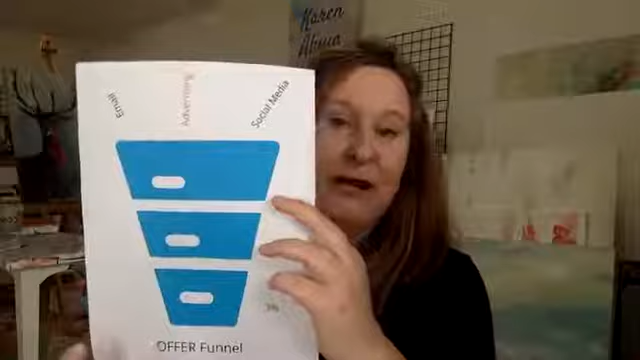 Karen
Email
Advertising
Social Media
OFFER Funnel